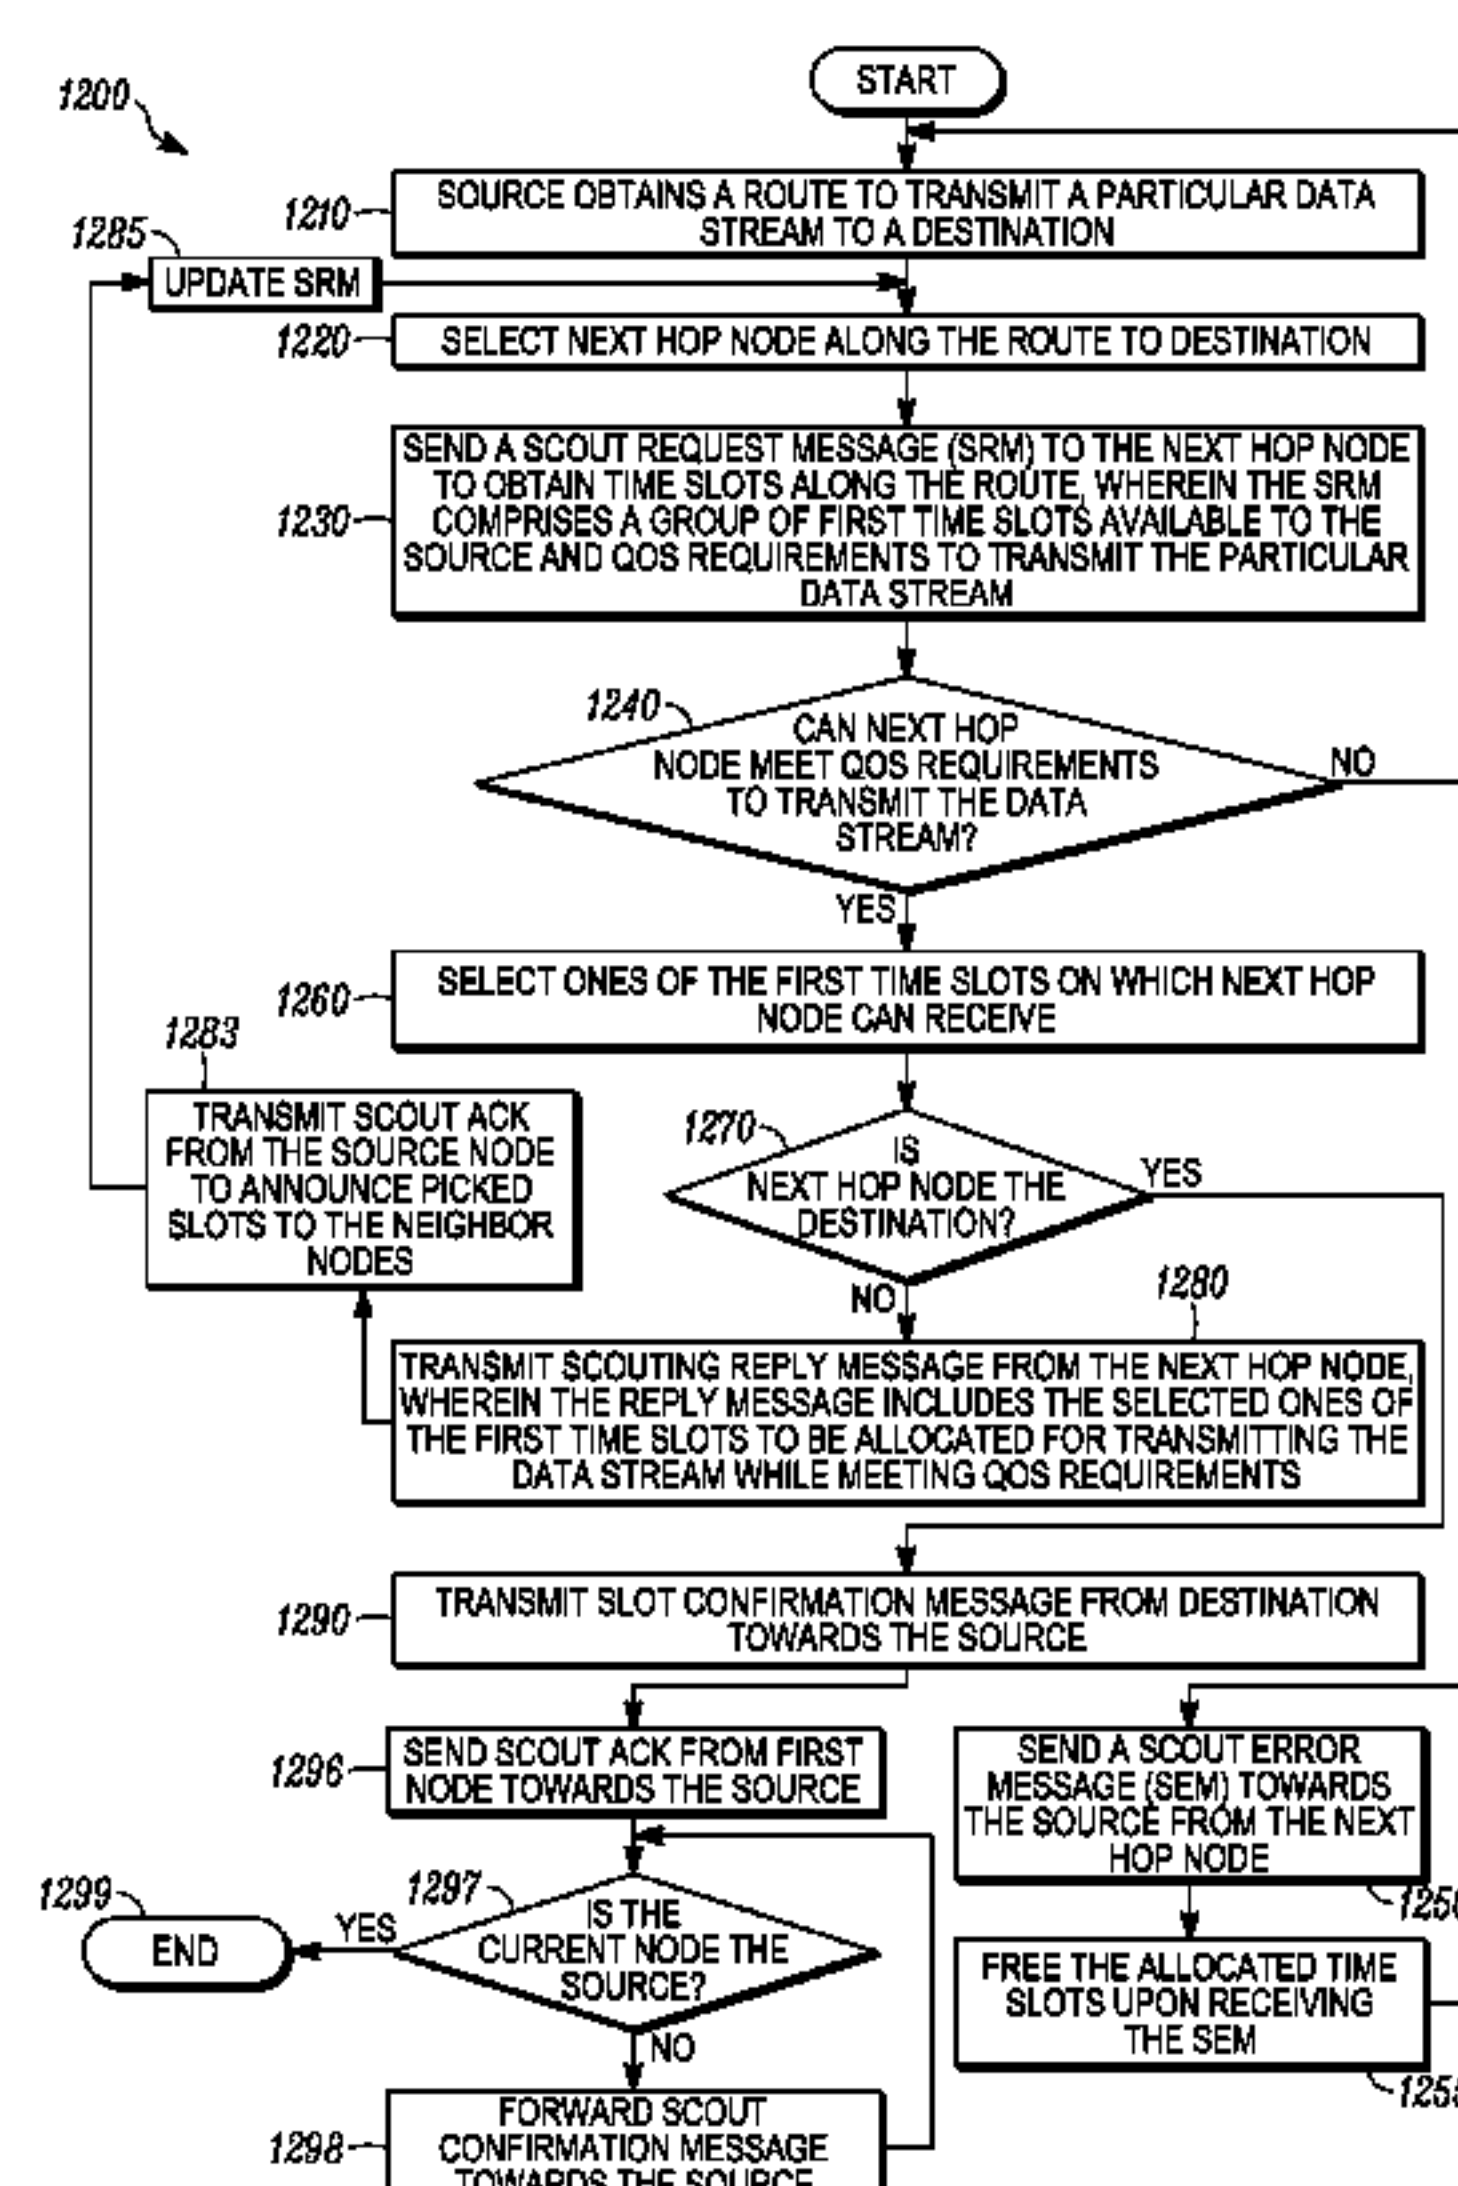 START
1200
1210
SOURCE OBTAINS A ROUTE TO TRANSMIT A PARTICULAR DATA
STREAM TO A DESTINATION
1285
UPDATE SRM
1220
SELECT NEXT HOP NODE ALONG THE ROUTE TO DESTINATION
1230
SEND A SCOUT REQUEST MESSAGE (SRM) TO THE NEXT HOP NODE
TO OBTAIN TIME SLOTS ALONG THE ROUTE, WHEREIN THE SRM
COMPRISES A GROUP OF FIRST TIME SLOTS AVAILABLE TO THE
SOURCE AND QOS REQUIREMENTS TO TRANSMIT THE PARTICULAR
DATA STREAM
1240
CAN NEXT HOP
NODE MEET QOS REQUIREMENTS
TO TRANSMIT THE DATA
STREAM?
NO
YES
1260
SELECT ONES OF THE FIRST TIME SLOTS ON WHICH NEXT HOP
NODE CAN RECEIVE
1283
TRANSMIT SCOUT ACK
FROM THE SOURCE NODE
TO ANNOUNCE PICKED
SLOTS TO THE NEIGHBOR
NODES
1270
IS
NEXT HOP NODE THE
DESTINATION?
YES
NO
1280
TRANSMIT SCOUTING REPLY MESSAGE FROM THE NEXT HOP NODE,
WHEREIN THE REPLY MESSAGE INCLUDES THE SELECTED ONES OF
THE FIRST TIME SLOTS TO BE ALLOCATED FOR TRANSMITTING THE
DATA STREAM WHILE MEETING QOS REQUIREMENTS
1290
TRANSMIT SLOT CONFIRMATION MESSAGE FROM DESTINATION
TOWARDS THE SOURCE
1296
SEND SCOUT ACK FROM FIRST
NODE TOWARDS THE SOURCE
SEND A SCOUT ERROR
MESSAGE (SEM) TOWARDS
THE SOURCE FROM THE NEXT
HOP NODE
1299
END
YES
1297
IS THE
CURRENT NODE THE
SOURCE?
NO
FREE THE ALLOCATED TIME
SLOTS UPON RECEIVING
THE SEM
1298
FORWARD SCOUT
CONFIRMATION MESSAGE
TOWARDS THE SOURCE